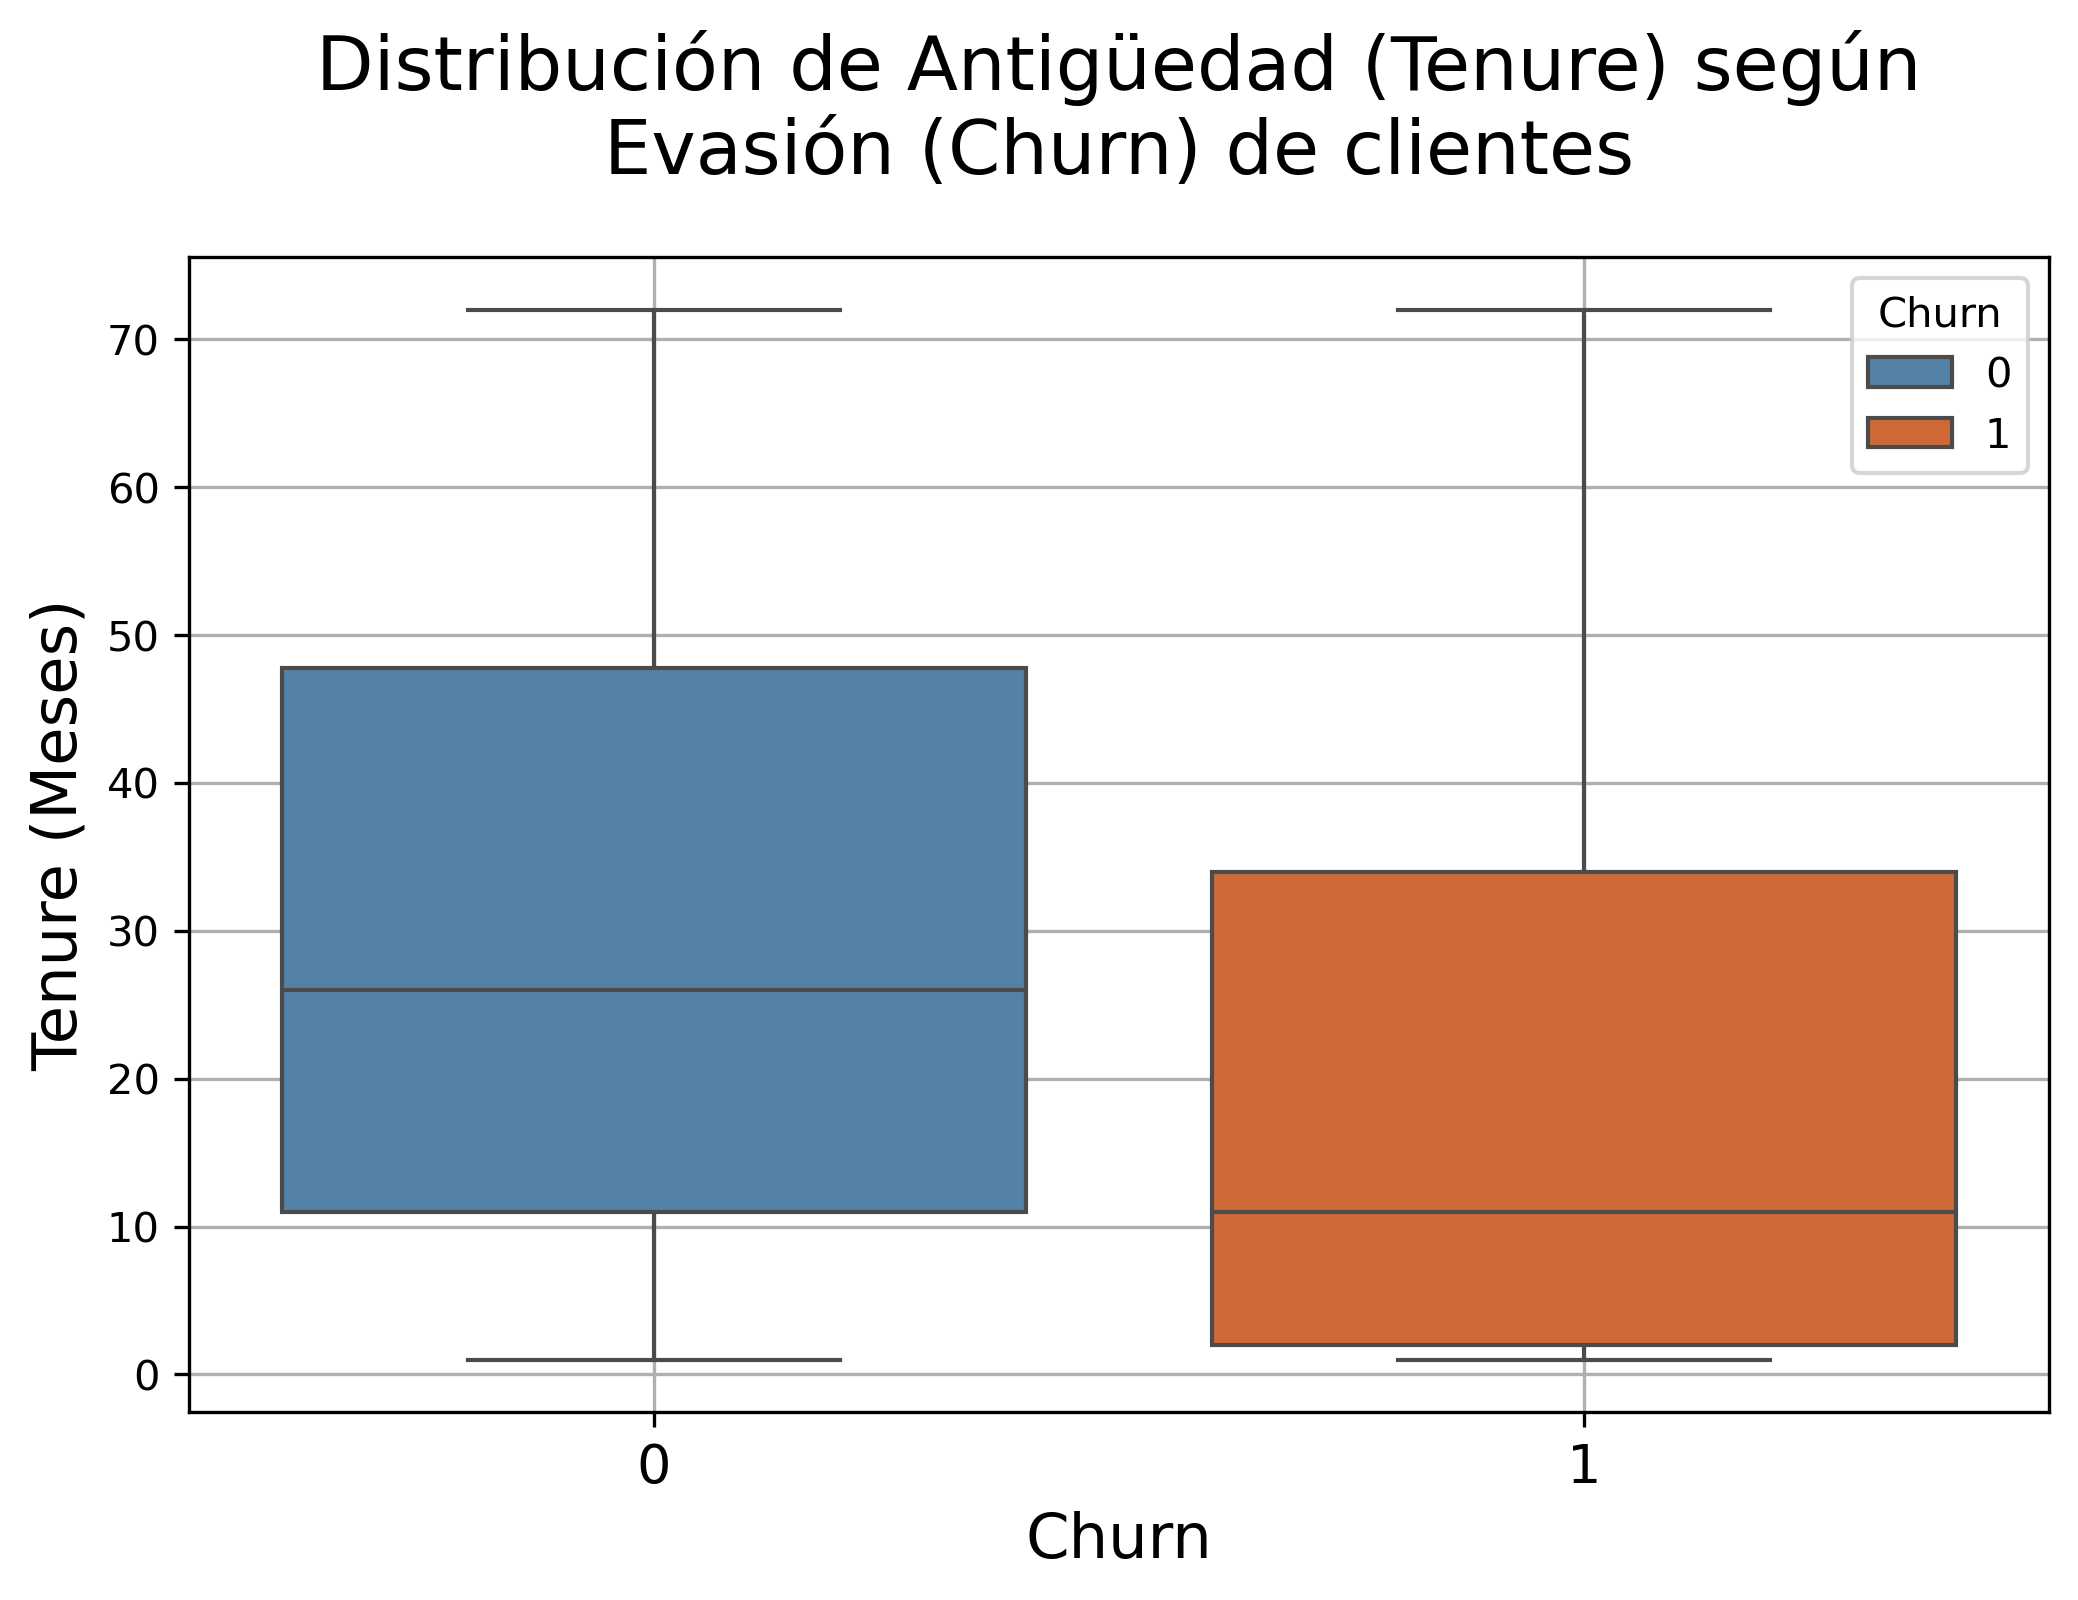 Distribución de Antigüedad (Tenure) según
Evasión (Churn) de clientes
Tenure (Meses)
70
60
50
40
30
20
10
0
Churn
0
1
0
1
Churn